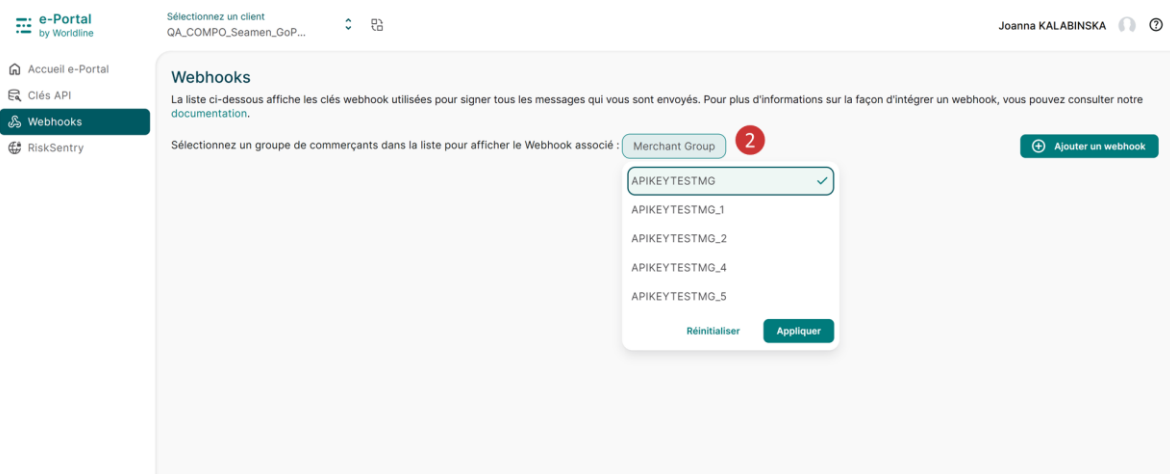 e-Portal
by Worldline
Sélectionnez un client
QA_COMPO_Seamen_GoP...
Joanna KALABINSKA
Accueil e-Portal
Clés API
Webhooks
RiskSentry
Webhooks
La liste ci-dessous affiche les clés webhook utilisées pour signer tous les messages qui vous sont envoyés. Pour plus d'informations sur la façon d'intégrer un webhook, vous pouvez consulter notre
documentation.
Sélectionnez un groupe de commerçants dans la liste pour afficher le Webhook associé : Merchant Group 2
Ajouter un webhook
APIKEYTESTMG
APIKEYTESTMG_1
APIKEYTESTMG_2
APIKEYTESTMG_4
APIKEYTESTMG_5
Réinitialiser Appliquer